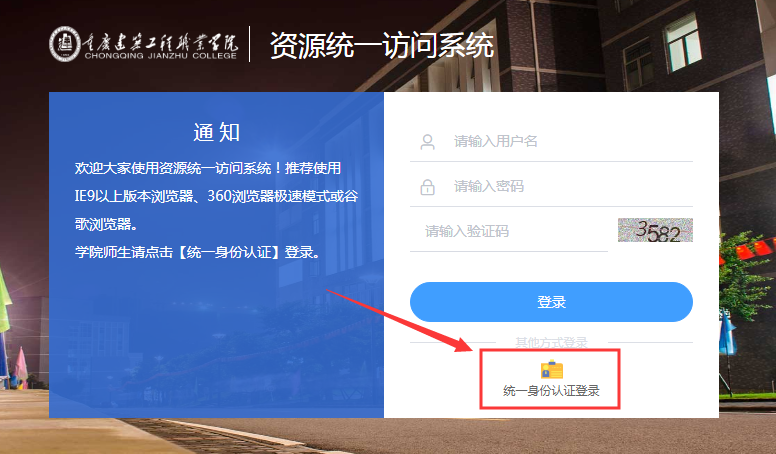 重庆建筑工程职业学院
CHONGQING JIANZHU COLLEGE
资源统一访问系统
通知
欢迎大家使用资源统一访问系统！推荐使用
IE9以上版本浏览器、360浏览器极速模式或谷
歌浏览器。
学院师生请点击【统一身份认证】登录。
请输入用户名
请输入密码
请输入验证码
3582
登录
其他方式登录
统一身份认证登录